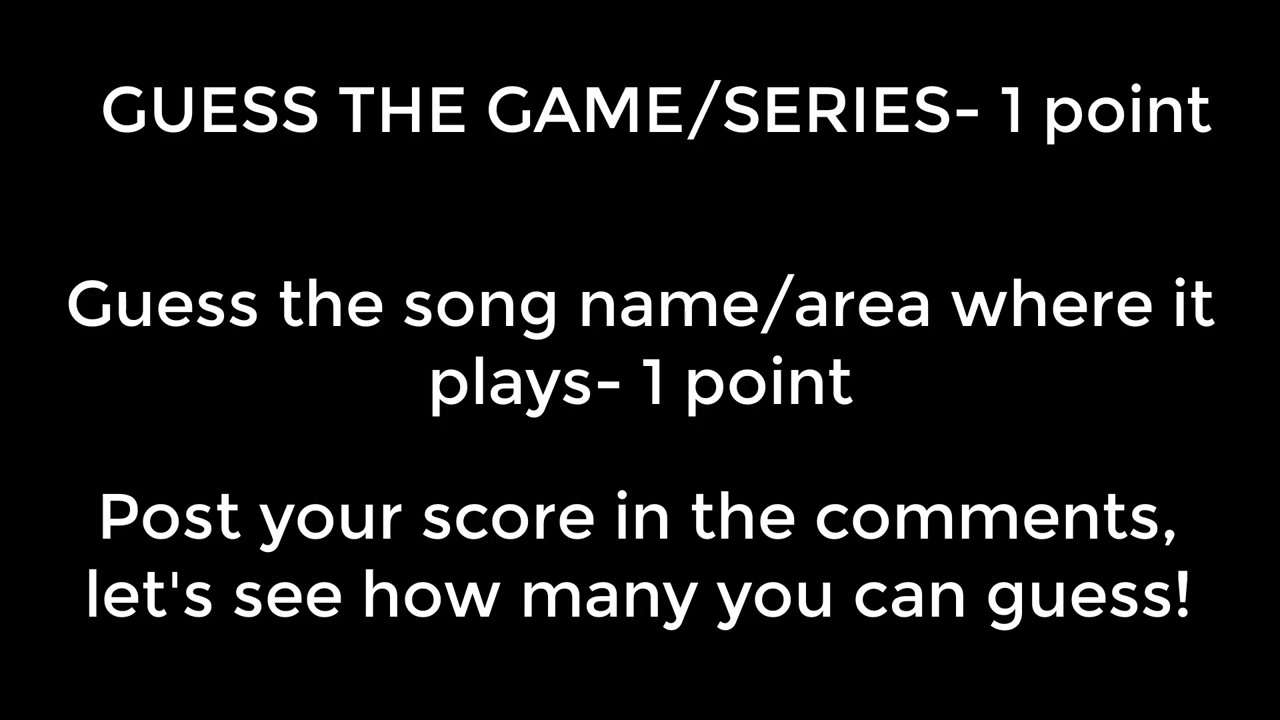 GUESS THE GAME/SERIES- 1 point
Guess the song name/area where it
plays- 1 point
Post your score in the comments,
let's see how many you can guess!